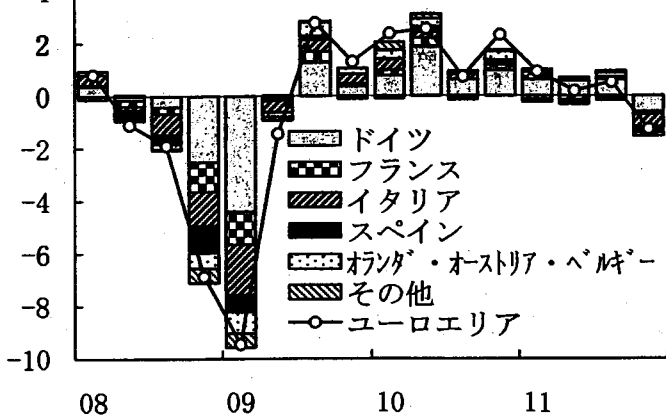 2
0
-2
-4
-6
-8
-10
ドイツ
フランス
イタリア
スペイン
オランダ・オーストリア・ベルギー
その他
ユーロエリア
08 09 10 11